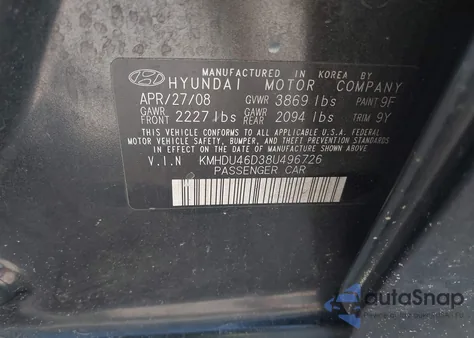 MANUFACTURED IN KOREA BY
HYUNDAI MOTOR COMPANY
APR/27/08 GVWR 3869 lbs PAINT 9F
GAWR FRONT 2227 lbs GAWR REAR 2094 lbs TRIM 9Y
THIS VEHICLE CONFORMS TO ALL APPLICABLE U.S.A. FEDERAL
MOTOR VEHICLE SAFETY, BUMPER, AND THEFT PREVENTION
STANDARDS IN EFFECT ON THE DATE OF MANUFACTURE SHOWN ABOVE.
V.I.N KMHDU46D38U496726
PASSENGER CAR
autoSnap